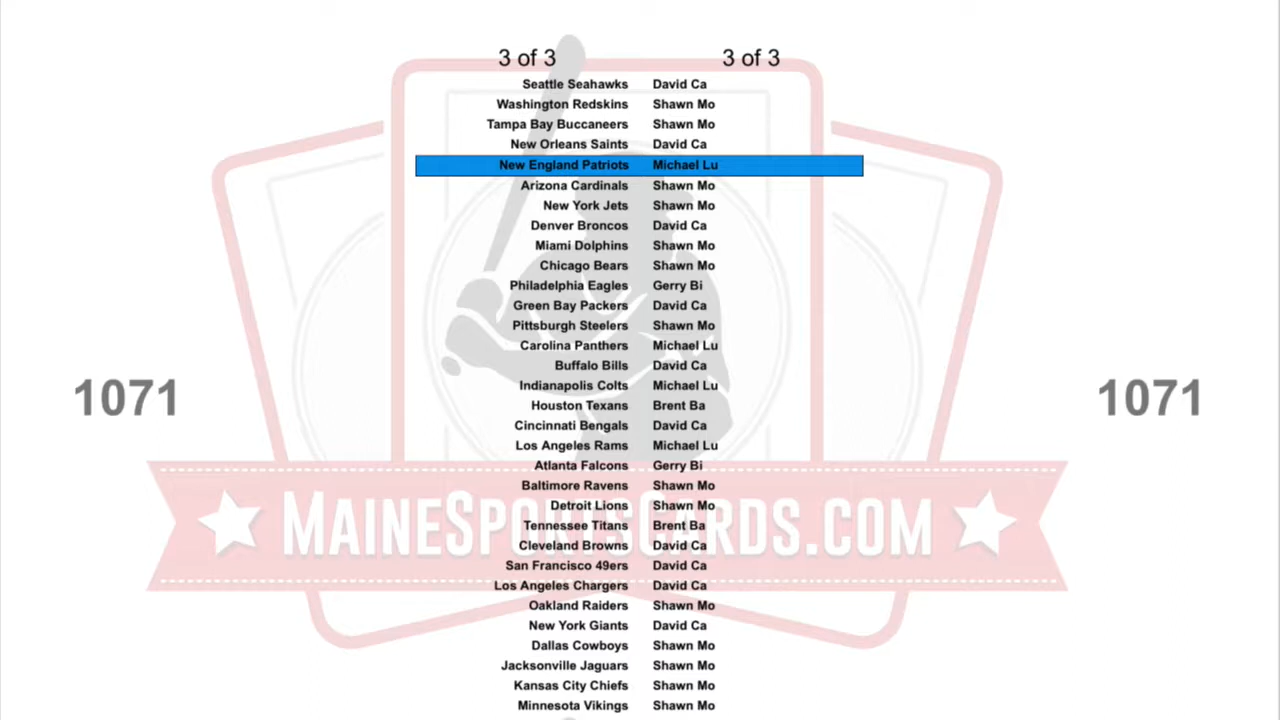 3 of 3 3 of 3
Seattle Seahawks David Ca
Washington Redskins Shawn Mo
Tampa Bay Buccaneers Shawn Mo
New Orleans Saints David Ca
New England Patriots Michael Lu
Arizona Cardinals Shawn Mo
New York Jets Shawn Mo
Denver Broncos David Ca
Miami Dolphins Shawn Mo
Chicago Bears Shawn Mo
Philadelphia Eagles Gerry Bi
Green Bay Packers David Ca
Pittsburgh Steelers Shawn Mo
Carolina Panthers Michael Lu
Buffalo Bills David Ca
Indianapolis Colts Michael Lu
1071 1071
Houston Texans Brent Ba
Cincinnati Bengals David Ca
Los Angeles Rams Michael Lu
Atlanta Falcons Gerry Bi
Baltimore Ravens Shawn Mo
Detroit Lions Shawn Mo
MAINESPORTSCARDS.COM
Tennessee Titans Brent Ba
Cleveland Browns David Ca
San Francisco 49ers David Ca
Los Angeles Chargers David Ca
Oakland Raiders Shawn Mo
New York Giants David Ca
Dallas Cowboys Shawn Mo
Jacksonville Jaguars Shawn Mo
Kansas City Chiefs Shawn Mo
Minnesota Vikings Shawn Mo